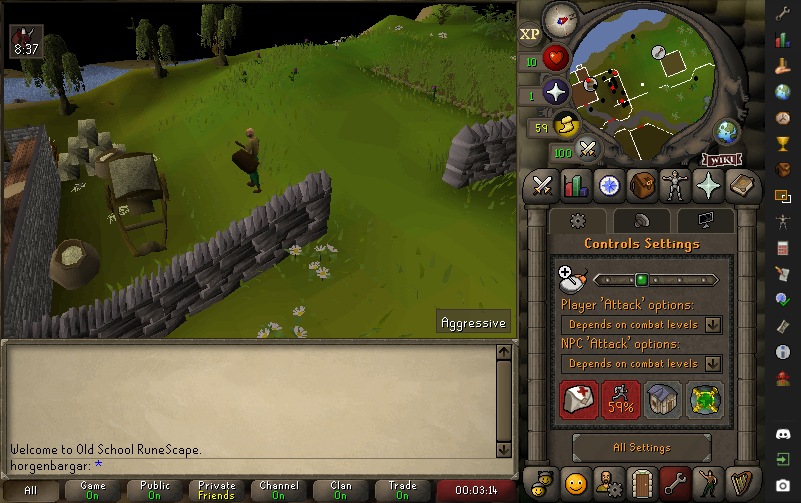 8:37
XP
10
1
59
100
WIKI
Controls Settings
Player 'Attack' options:
Depends on combat levels
NPC 'Attack' options:
Depends on combat levels
59%
All Settings
Aggressive
Welcome to Old School RuneScape.
horgenbargar: *
All
Game
On
Public
On
Private
Friends
Channel
On
Clan
On
Trade
On
00:03:14